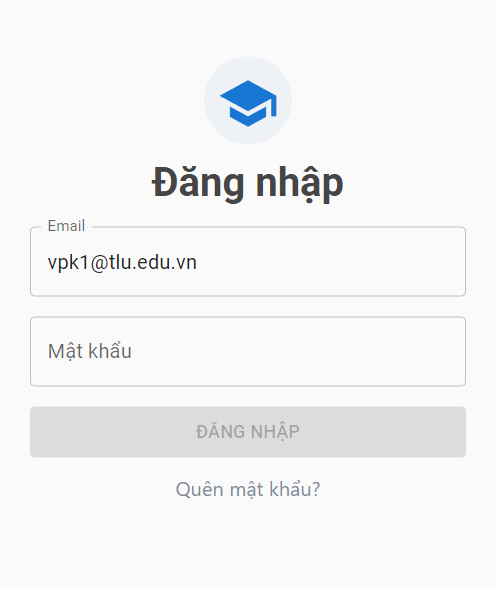 Đăng nhập
Email
vpk1@tlu.edu.vn
Mật khẩu
ĐĂNG NHẬP
Quên mật khẩu?